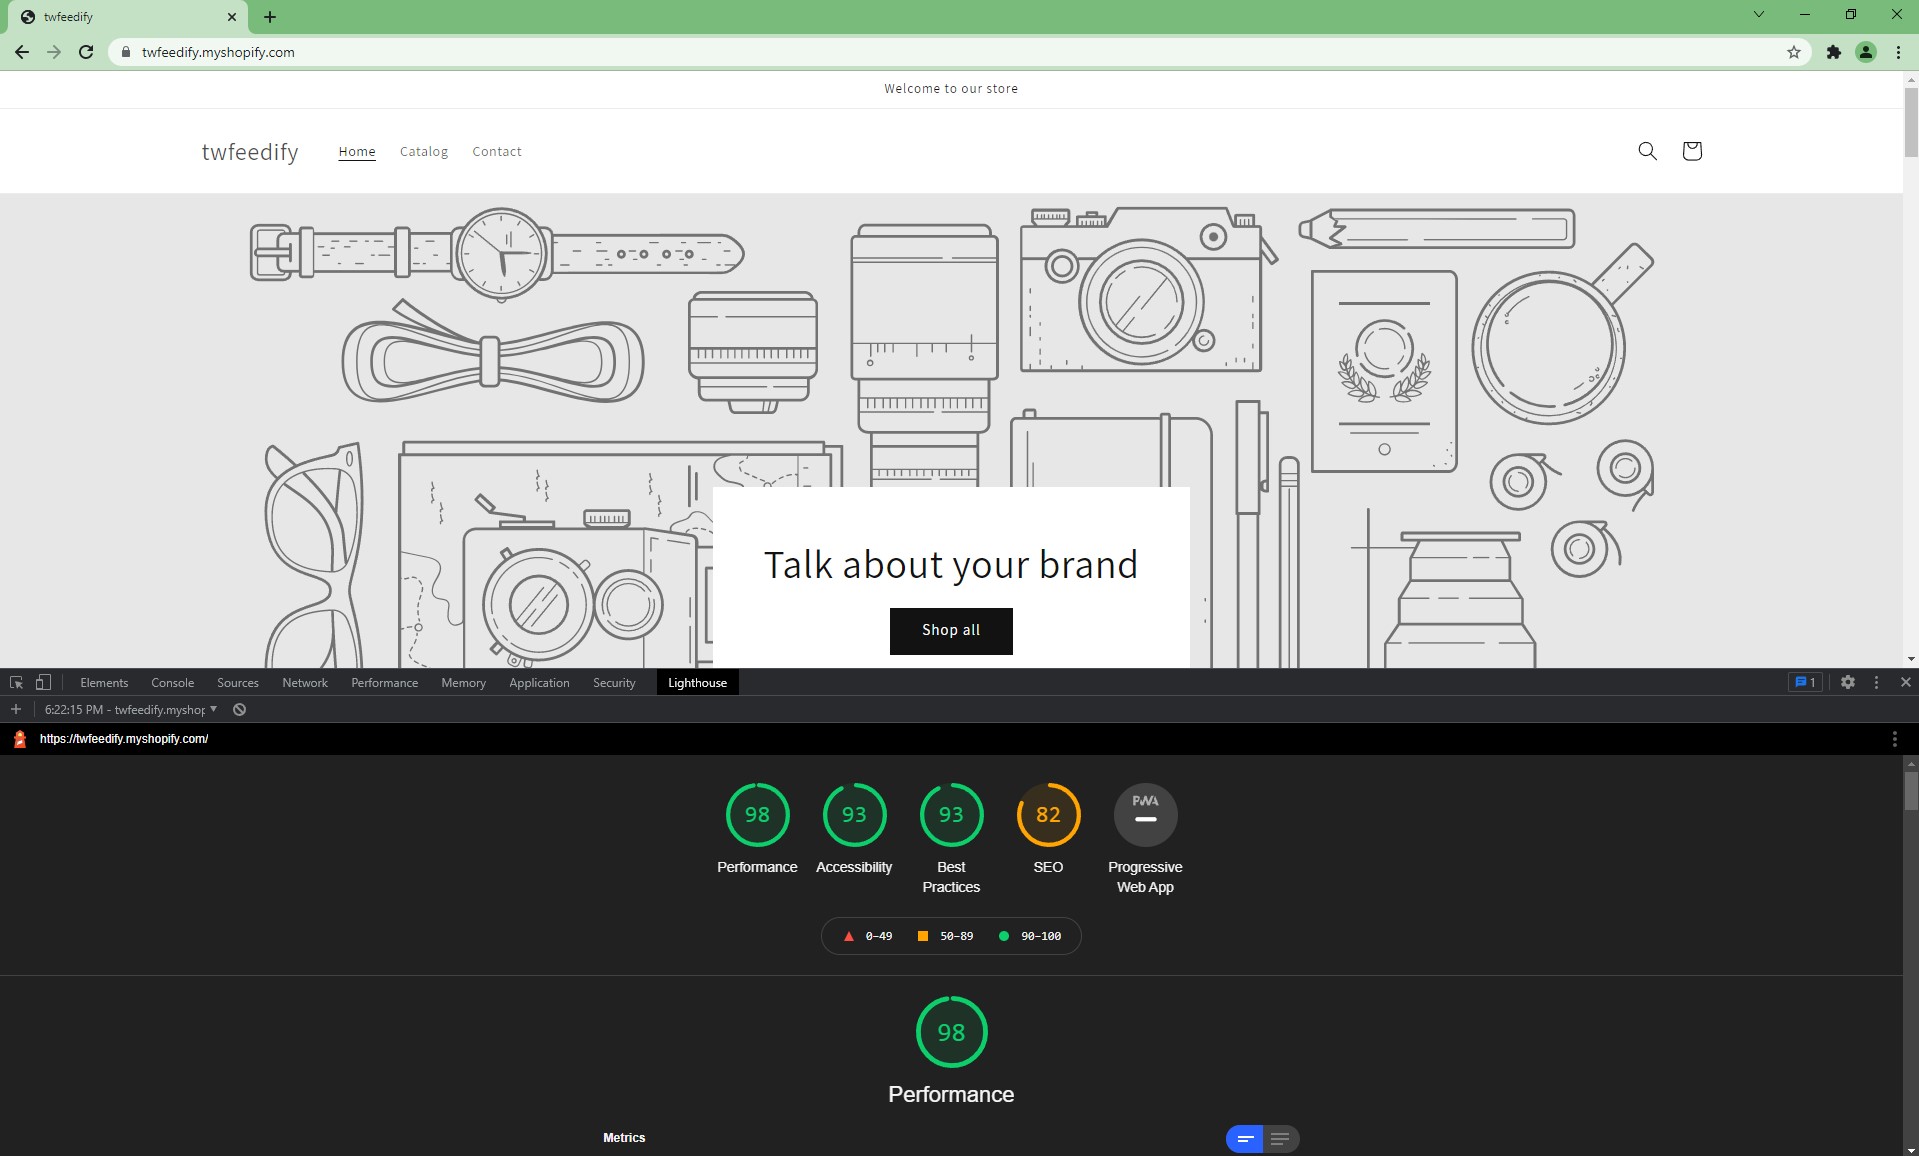 twfeedify
twfeedify.myshopify.com
Welcome to our store
twfeedify Home Catalog Contact
Talk about your brand
Shop all
Elements Console Sources Network Performance Memory Application Security Lighthouse 1
6:22:15 PM - twfeedify.myshop
https://twfeedify.myshopify.com/
98 93 93 82 PWA
Performance Accessibility Best Practices SEO Progressive Web App
0–49 50–89 90–100
98
Performance
Metrics